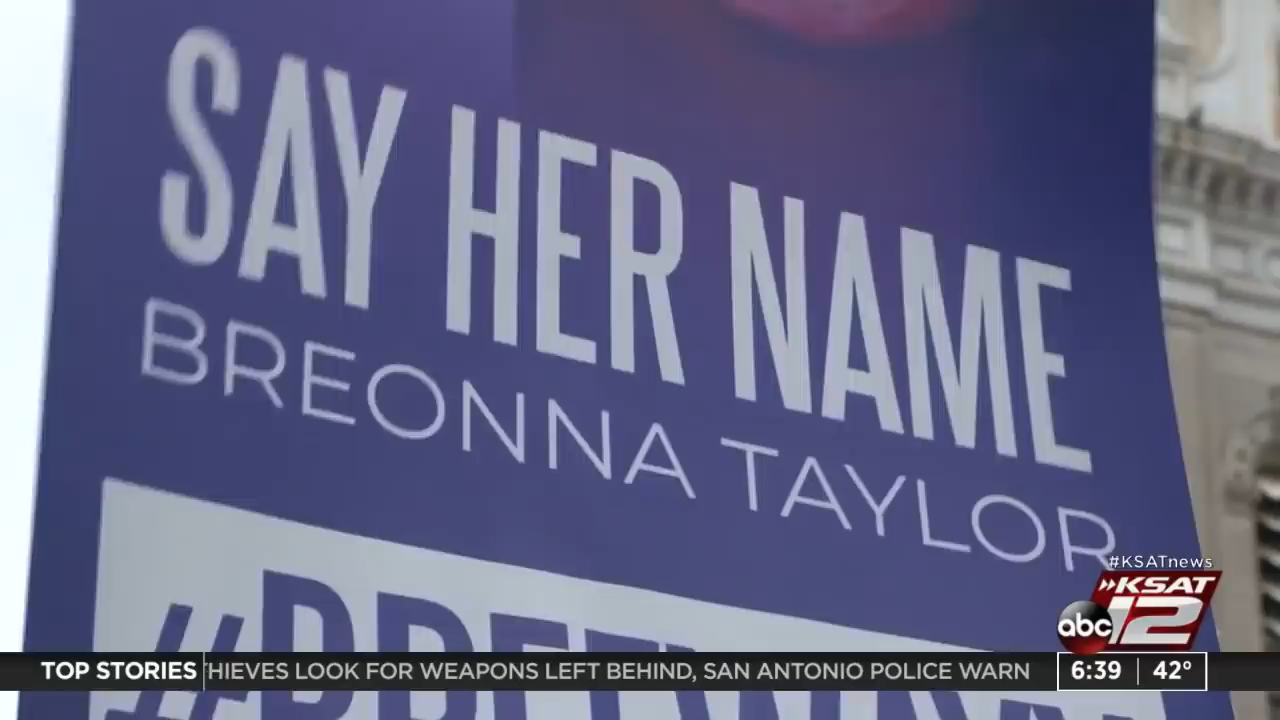 SAY HER NAME
BREONNA TAYLOR
#KSATnews
KSAT
abc 12
TOP STORIES
THIEVES LOOK FOR WEAPONS LEFT BEHIND, SAN ANTONIO POLICE WARN
6:39
42°